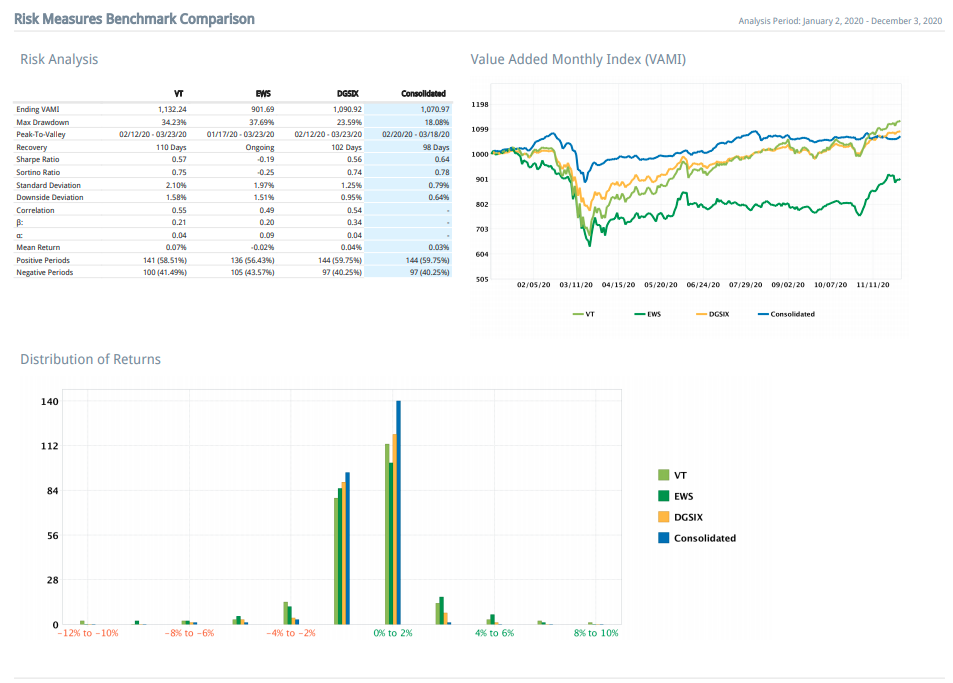 Risk Measures Benchmark Comparison
Analysis Period: January 2, 2020 - December 3, 2020
Risk Analysis
VT EWS DGSIX Consolidated
Ending VAMI 1,132.24 901.69 1,090.92 1,070.97
Max Drawdown 34.23% 37.69% 23.59% 18.08%
Peak-To-Valley 02/12/20 - 03/23/20 01/17/20 - 03/23/20 02/12/20 - 03/23/20 02/20/20 - 03/18/20
Recovery 110 Days Ongoing 102 Days 98 Days
Sharpe Ratio 0.57 -0.19 0.56 0.64
Sortino Ratio 0.75 -0.25 0.74 0.78
Standard Deviation 2.10% 1.97% 1.25% 0.79%
Downside Deviation 1.58% 1.51% 0.95% 0.64%
Correlation 0.55 0.49 0.54 -
β: 0.21 0.20 0.34 -
α: 0.04 0.09 0.04 -
Mean Return 0.07% -0.02% 0.04% 0.03%
Positive Periods 141 (58.51%) 136 (56.43%) 144 (59.75%) 144 (59.75%)
Negative Periods 100 (41.49%) 105 (43.57%) 97 (40.25%) 97 (40.25%)
Value Added Monthly Index (VAMI)
1198
1099
1000
901
802
703
604
505
02/05/20 03/11/20 04/15/20 05/20/20 06/24/20 07/29/20 09/02/20 10/07/20 11/11/20
VT EWS DGSIX Consolidated
Distribution of Returns
140
112
84
56
28
0
−12% to −10% −8% to −6% −4% to −2% 0% to 2% 4% to 6% 8% to 10%
VT
EWS
DGSIX
Consolidated